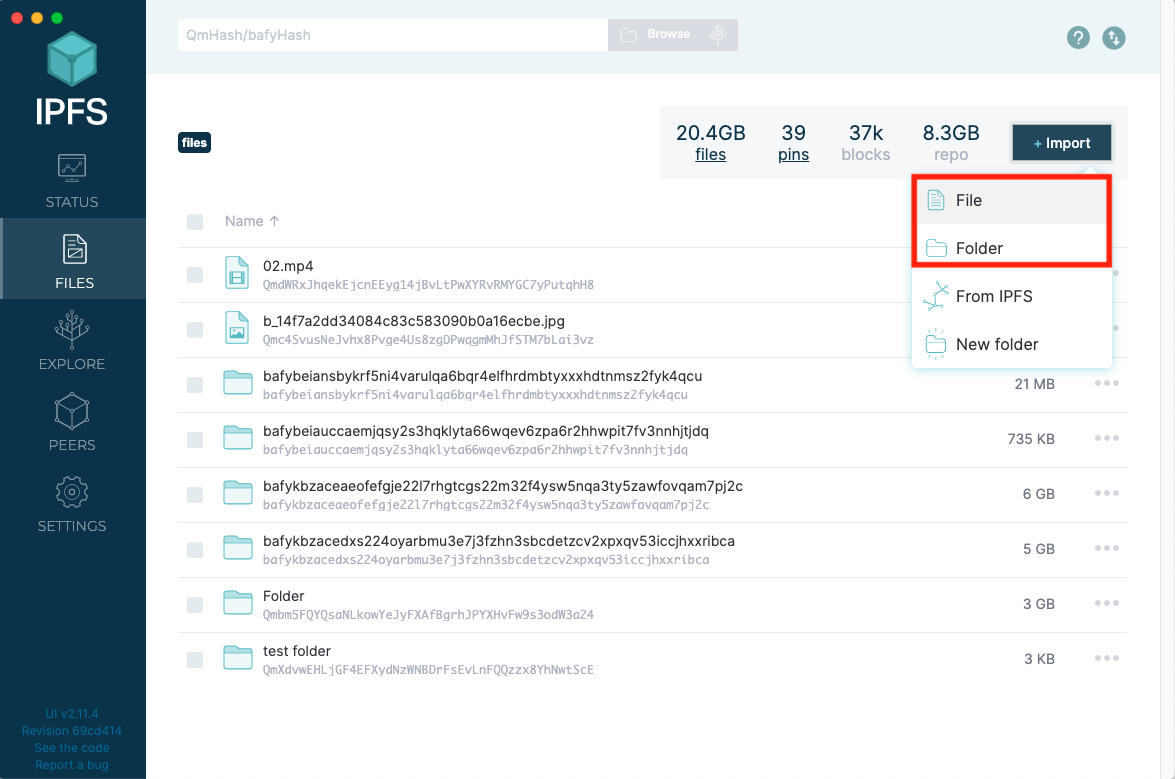 IPFS
STATUS
FILES
EXPLORE
PEERS
SETTINGS
UI v2.11.4
Revision 69cd414
See the code
Report a bug
QmHash/bafyHash
Browse
?
files
20.4GB 39 37k 8.3GB
files pins blocks repo
+ Import
File
Folder
From IPFS
New folder
Name ↑
02.mp4
QmdWRxJhqekEjcnEEyg14jBvLtPwXYRvRMYGC7yPutqhH8
b_14f7a2dd34084c83c583090b0a16ecbe.jpg
Qmc4SvusNeJvhx8Pvge4Us8zgDPwqgmMhJfSTM7bLai3vz
bafybeiansbykrf5ni4varulqa6bqr4elfhrdmbtyxxxhdtnmsz2fyk4qcu 21 MB
bafybeiansbykrf5ni4varulqa6bqr4elfhrdmbtyxxxhdtnmsz2fyk4qcu
bafybeiauccaemjqsy2s3hqklyta66wqev6zpa6r2hhwpit7fv3nnhjtjdq 735 KB
bafybeiauccaemjqsy2s3hqklyta66wqev6zpa6r2hhwpit7fv3nnhjtjdq
bafykbzaceaeofefgje22l7rhgtcgs22m32f4ysw5nqa3ty5zawfovqam7pj2c 6 GB
bafykbzaceaeofefgje22l7rhgtcgs22m32f4ysw5nqa3ty5zawfovqam7pj2c
bafykbzacedxs224oyarbmu3e7j3fzhn3sbcdetzcv2xpxqv53iccjhxxribca 5 GB
bafykbzacedxs224oyarbmu3e7j3fzhn3sbcdetzcv2xpxqv53iccjhxxribca
Folder 3 GB
Qmbm5FQYQsaNLkowYeJyFXAfBgrhJPYXHvFw9s3odW3a24
test folder 3 KB
QmXdvwEHLjGF4EFXydNzWNBDrFsEvLnFQQzzx8YhNwtScE